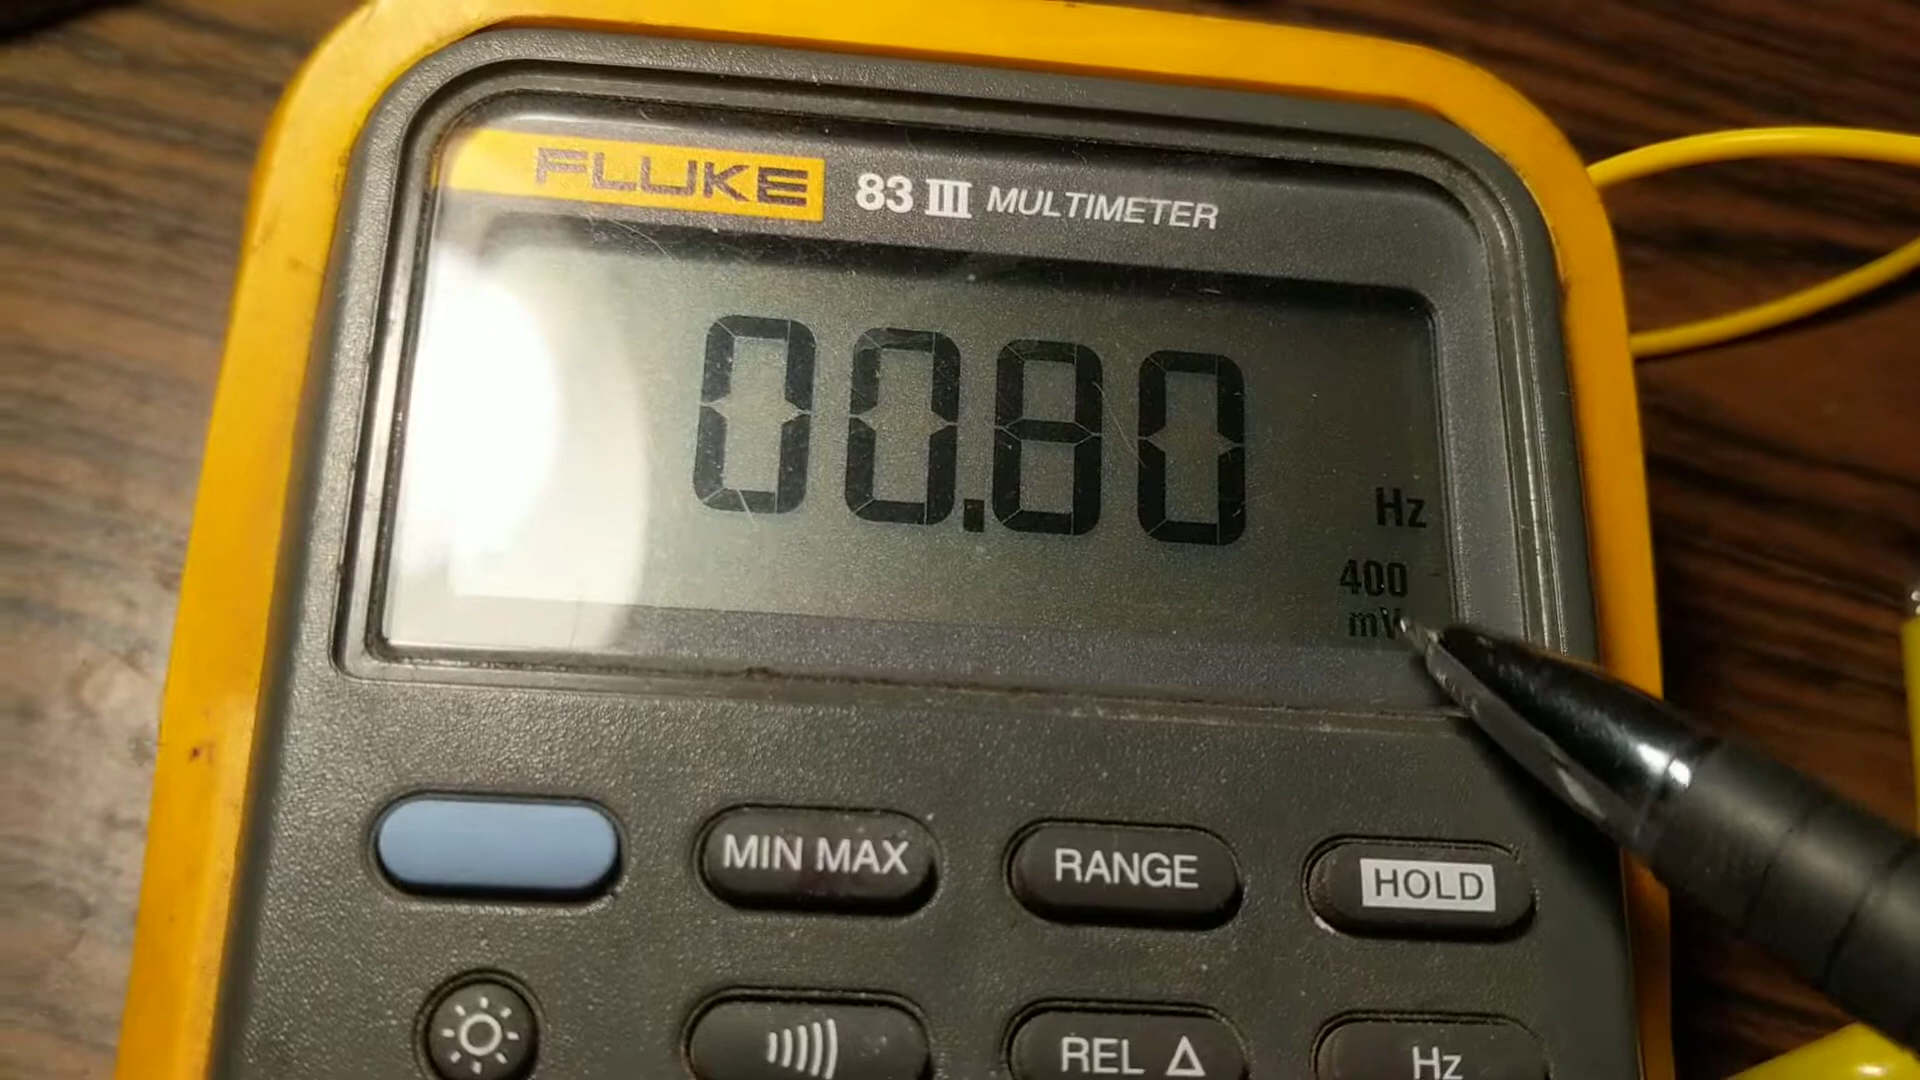 FLUKE 83 III MULTIMETER
00.80 Hz
400
mV
MIN MAX RANGE HOLD
REL Δ Hz